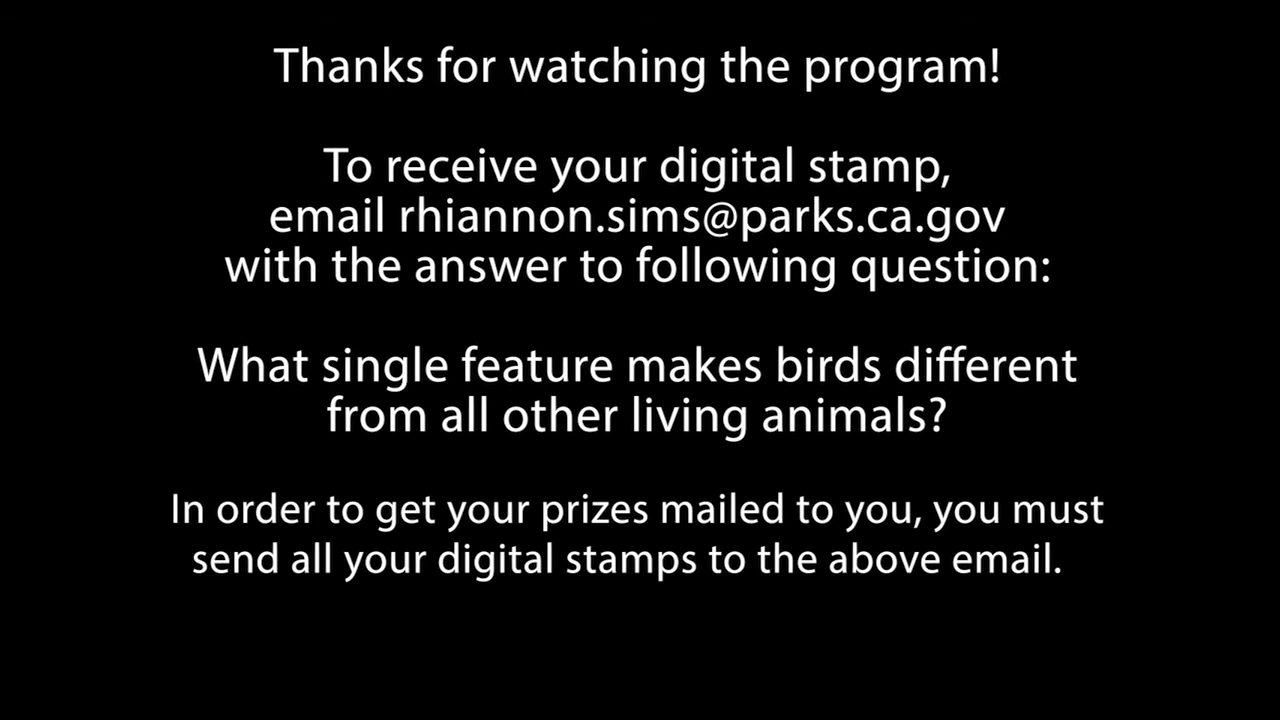 Thanks for watching the program!
To receive your digital stamp,
email rhiannon.sims@parks.ca.gov
with the answer to following question:
What single feature makes birds different
from all other living animals?
In order to get your prizes mailed to you, you must
send all your digital stamps to the above email.